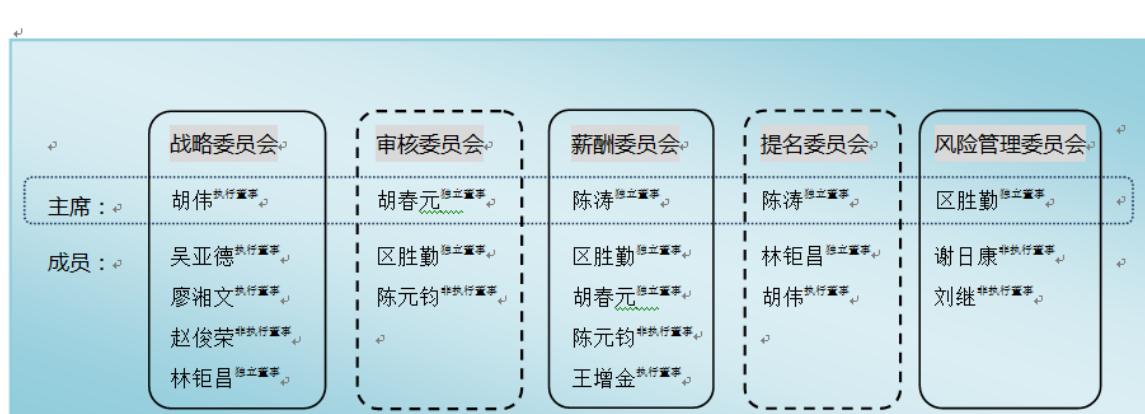 战略委员会 审核委员会 薪酬委员会 提名委员会 风险管理委员会
主席： 胡伟执行董事 胡春元独立董事 陈涛独立董事 陈涛独立董事 区胜勤独立董事
成员： 吴亚德执行董事 区胜勤独立董事 区胜勤独立董事 林钜昌独立董事 谢日康非执行董事
廖湘文执行董事 陈元钧非执行董事 胡春元独立董事 胡伟执行董事 刘继非执行董事
赵俊荣非执行董事 陈元钧非执行董事
林钜昌独立董事 王增金执行董事